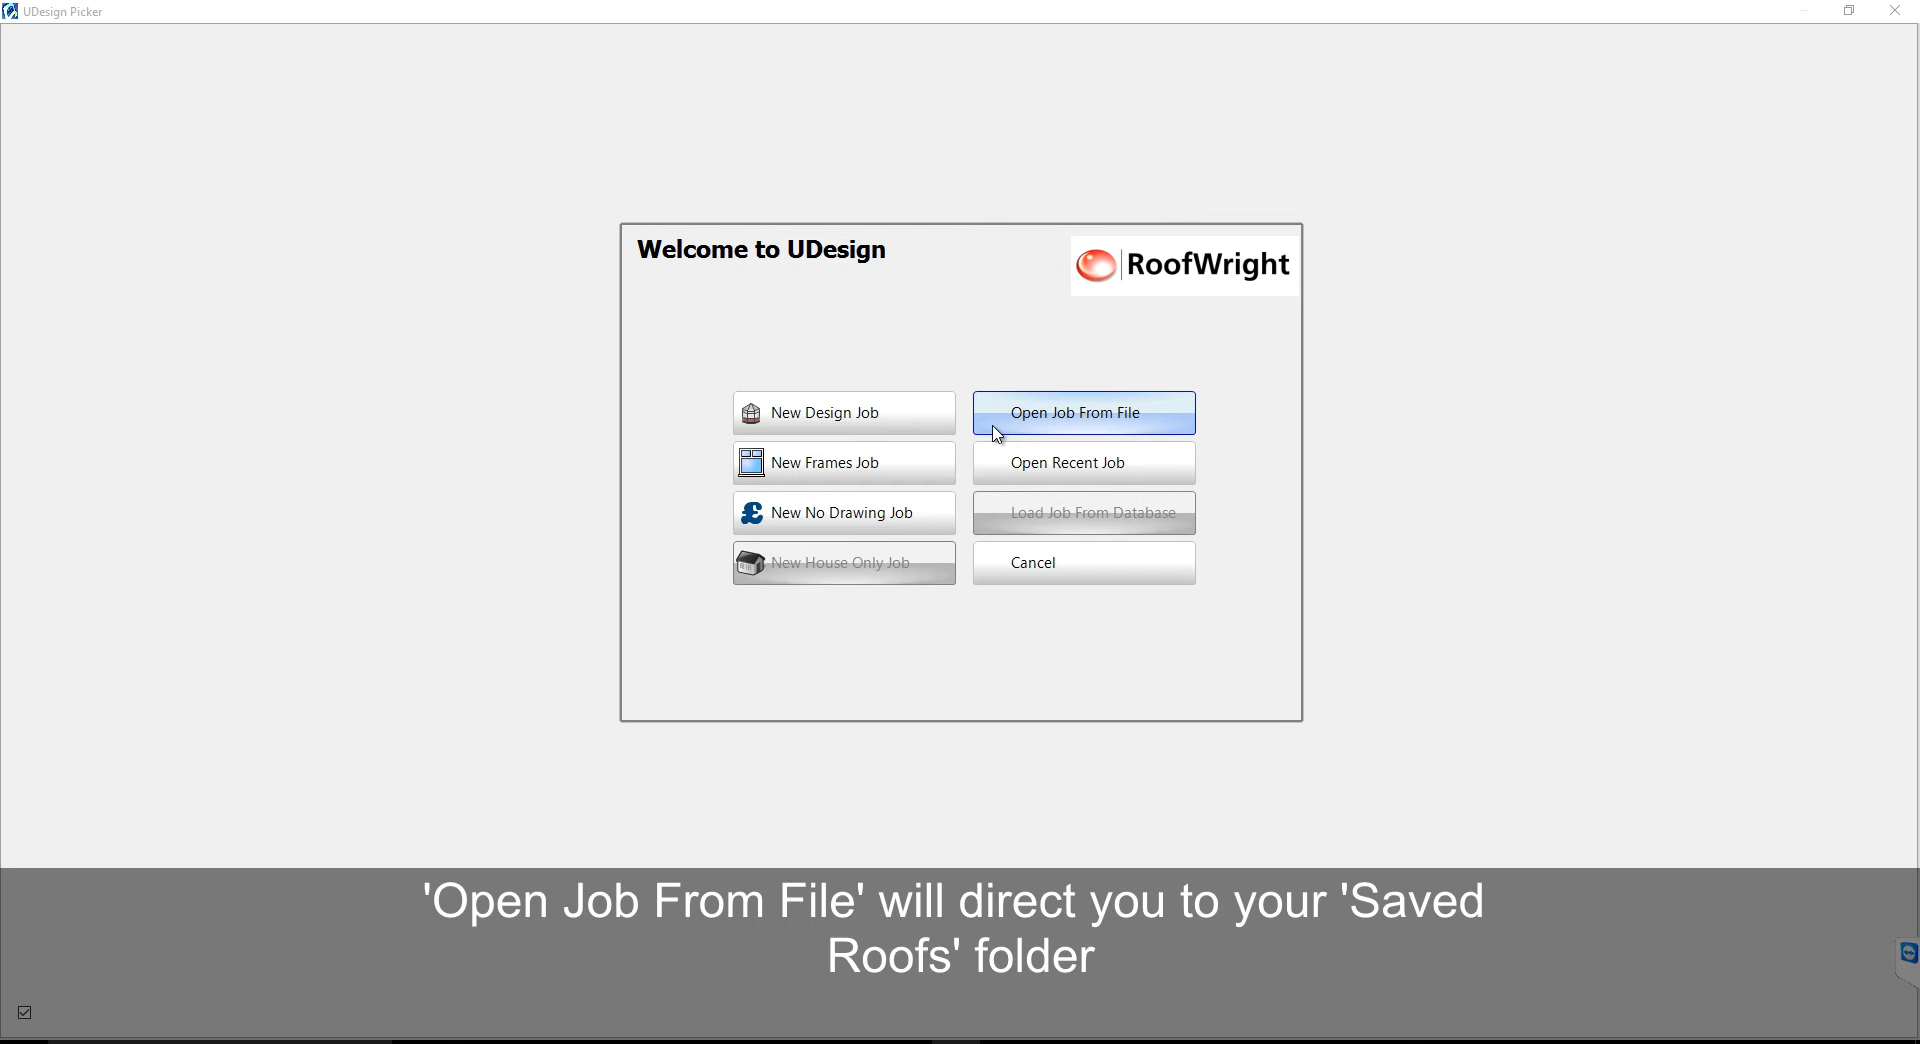 UDesign Picker
Welcome to UDesign
RoofWright
New Design Job
Open Job From File
New Frames Job
Open Recent Job
New No Drawing Job
Load Job From Database
New House Only Job
Cancel
'Open Job From File' will direct you to your 'Saved
Roofs' folder